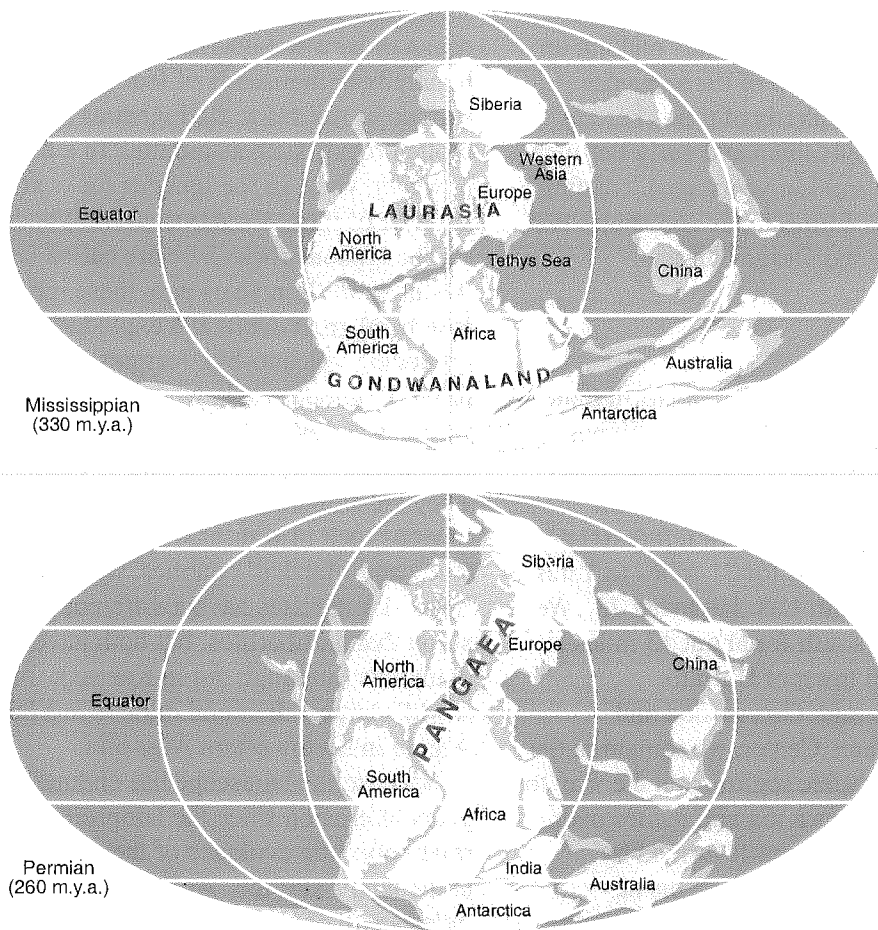 Siberia
Western
Asia
Europe
LAURASIA
Equator
North
America
Tethys Sea
China
South
America
Africa
Australia
GONDWANALAND
Mississippian
(330 m.y.a.)
Antarctica
Siberia
Europe
North
America
China
PANGAEA
Equator
South
America
Africa
Permian
(260 m.y.a.)
India
Australia
Antarctica